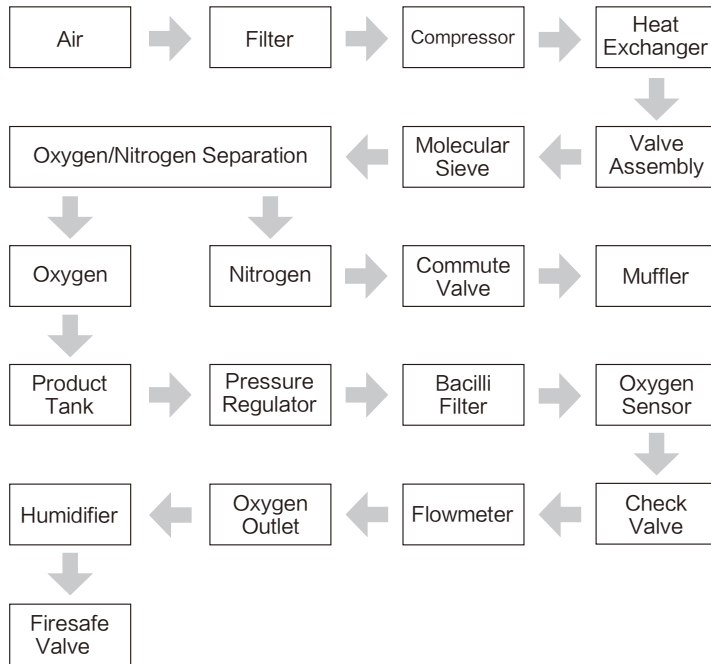 Air
Filter
Compressor
Heat
Exchanger
Oxygen/Nitrogen Separation
Molecular
Sieve
Valve
Assembly
Oxygen
Nitrogen
Commute
Valve
Muffler
Product
Tank
Pressure
Regulator
Bacilli
Filter
Oxygen
Sensor
Humidifier
Oxygen
Outlet
Flowmeter
Check
Valve
Firesafe
Valve